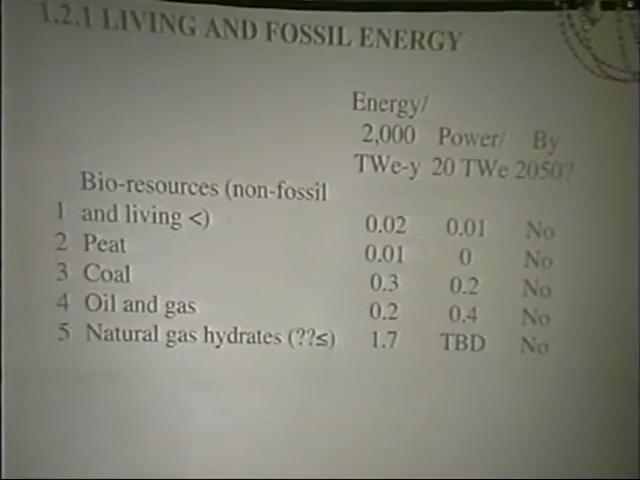 1.2.1 LIVING AND FOSSIL ENERGY
Energy/
2,000 Power/ By
TWe-y 20 TWe 2050?
Bio-resources (non-fossil
1 and living <) 0.02 0.01 No
2 Peat 0.01 0 No
3 Coal 0.3 0.2 No
4 Oil and gas 0.2 0.4 No
5 Natural gas hydrates (??≤) 1.7 TBD No